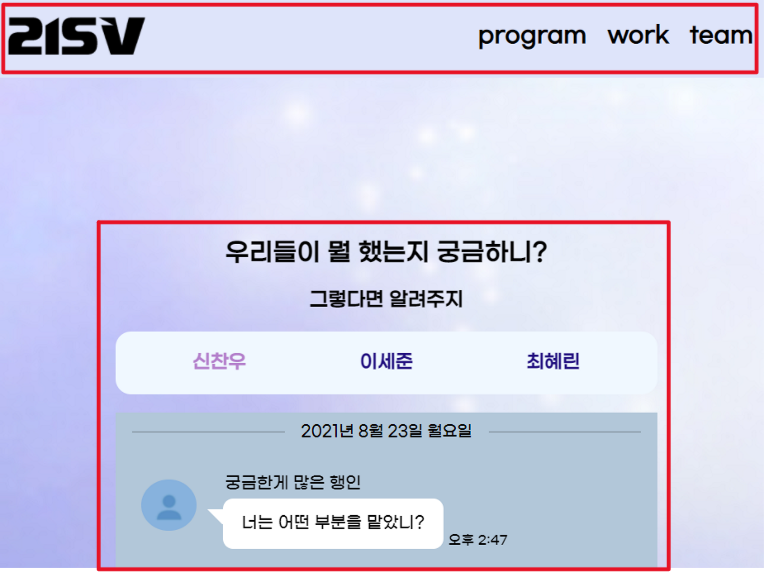 21SV
program work team
우리들이 뭘 했는지 궁금하니?
그렇다면 알려주지
신찬우 이세준 최혜린
2021년 8월 23일 월요일
궁금한게 많은 행인
너는 어떤 부분을 맡았니?
오후 2:47